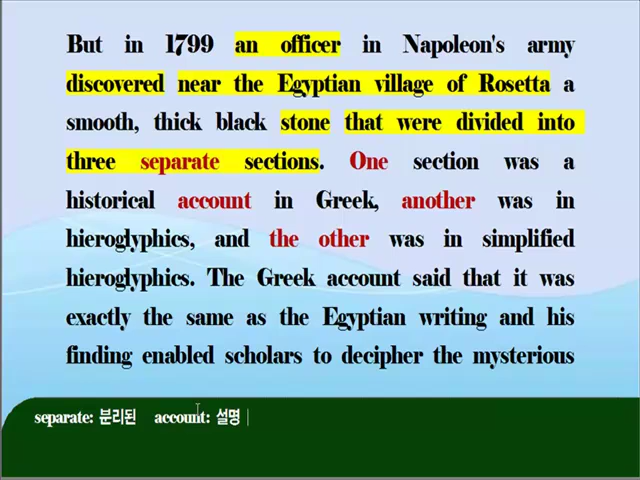 But in 1799 an officer in Napoleon's army
discovered near the Egyptian village of Rosetta a
smooth, thick black stone that were divided into
three separate sections. One section was a
historical account in Greek, another was in
hieroglyphics, and the other was in simplified
hieroglyphics. The Greek account said that it was
exactly the same as the Egyptian writing and his
finding enabled scholars to decipher the mysterious
separate: 분리된 account: 설명